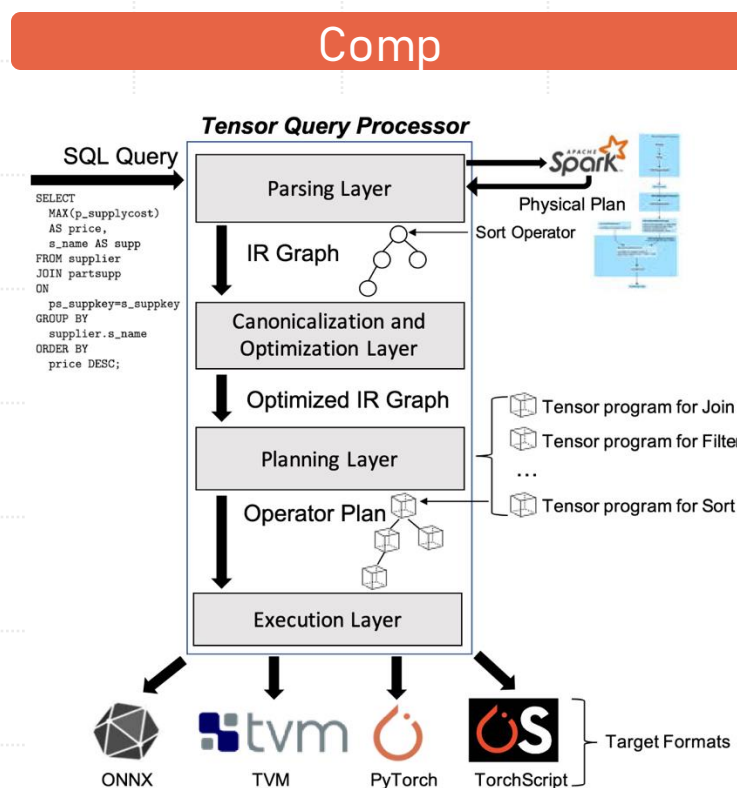 Comp
Tensor Query Processor
SQL Query
SELECT
MAX(p_supplycost)
AS price,
s_name AS supp
FROM supplier
JOIN partsupp
ON
ps_suppkey=s_suppkey
GROUP BY
supplier.s_name
ORDER BY
price DESC;
Parsing Layer
APACHE
Spark
Physical Plan
IR Graph
Sort Operator
Canonicalization and
Optimization Layer
Optimized IR Graph
Planning Layer
Tensor program for Join
Tensor program for Filte
...
Tensor program for Sort
Operator Plan
Execution Layer
tvm
S
ONNX
TVM
PyTorch
TorchScript
Target Formats